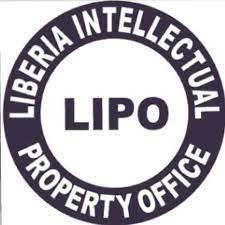 LIBERIA INTELLECTUAL
LIPO
PROPERTY OFFICE